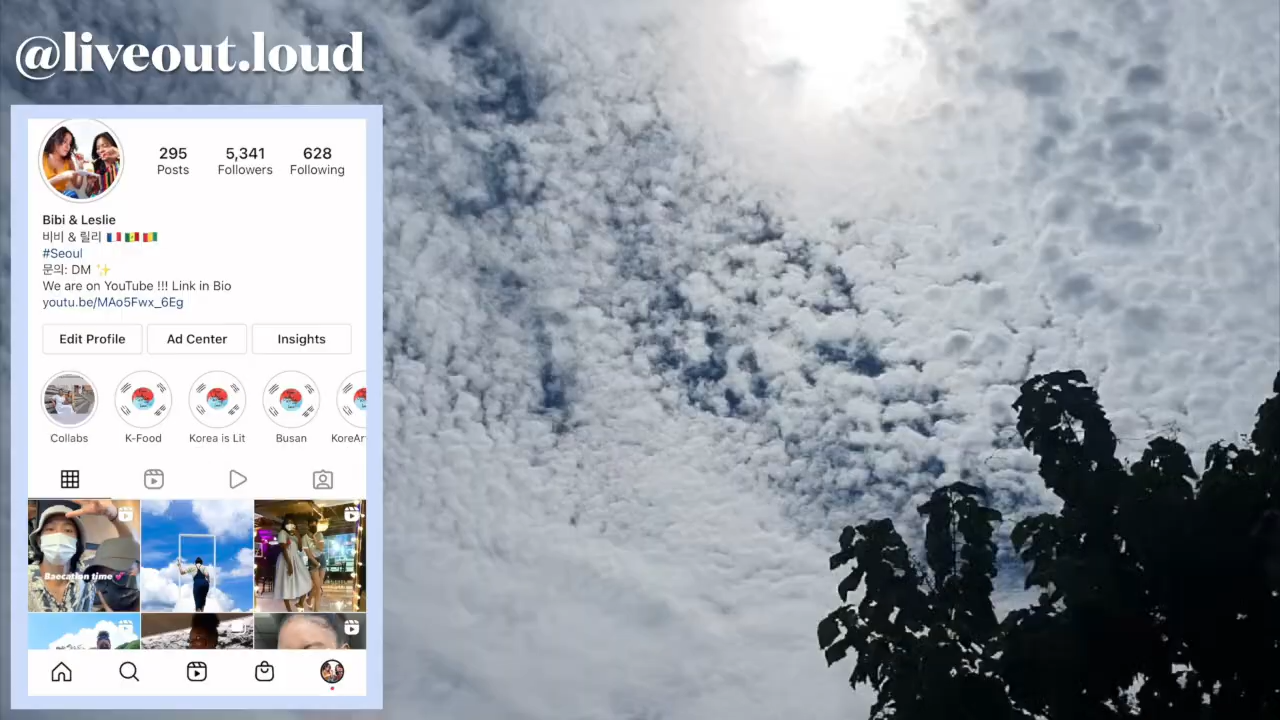 @liveout.loud
295 5,341 628
Posts Followers Following
Bibi & Leslie
비비 & 릴리
#Seoul
문의: DM
We are on YouTube !!! Link in Bio
youtu.be/MAo5Fwx_6Eg
Edit Profile Ad Center Insights
Collabs K-Food Korea is Lit Busan KoreAr
Baecation time